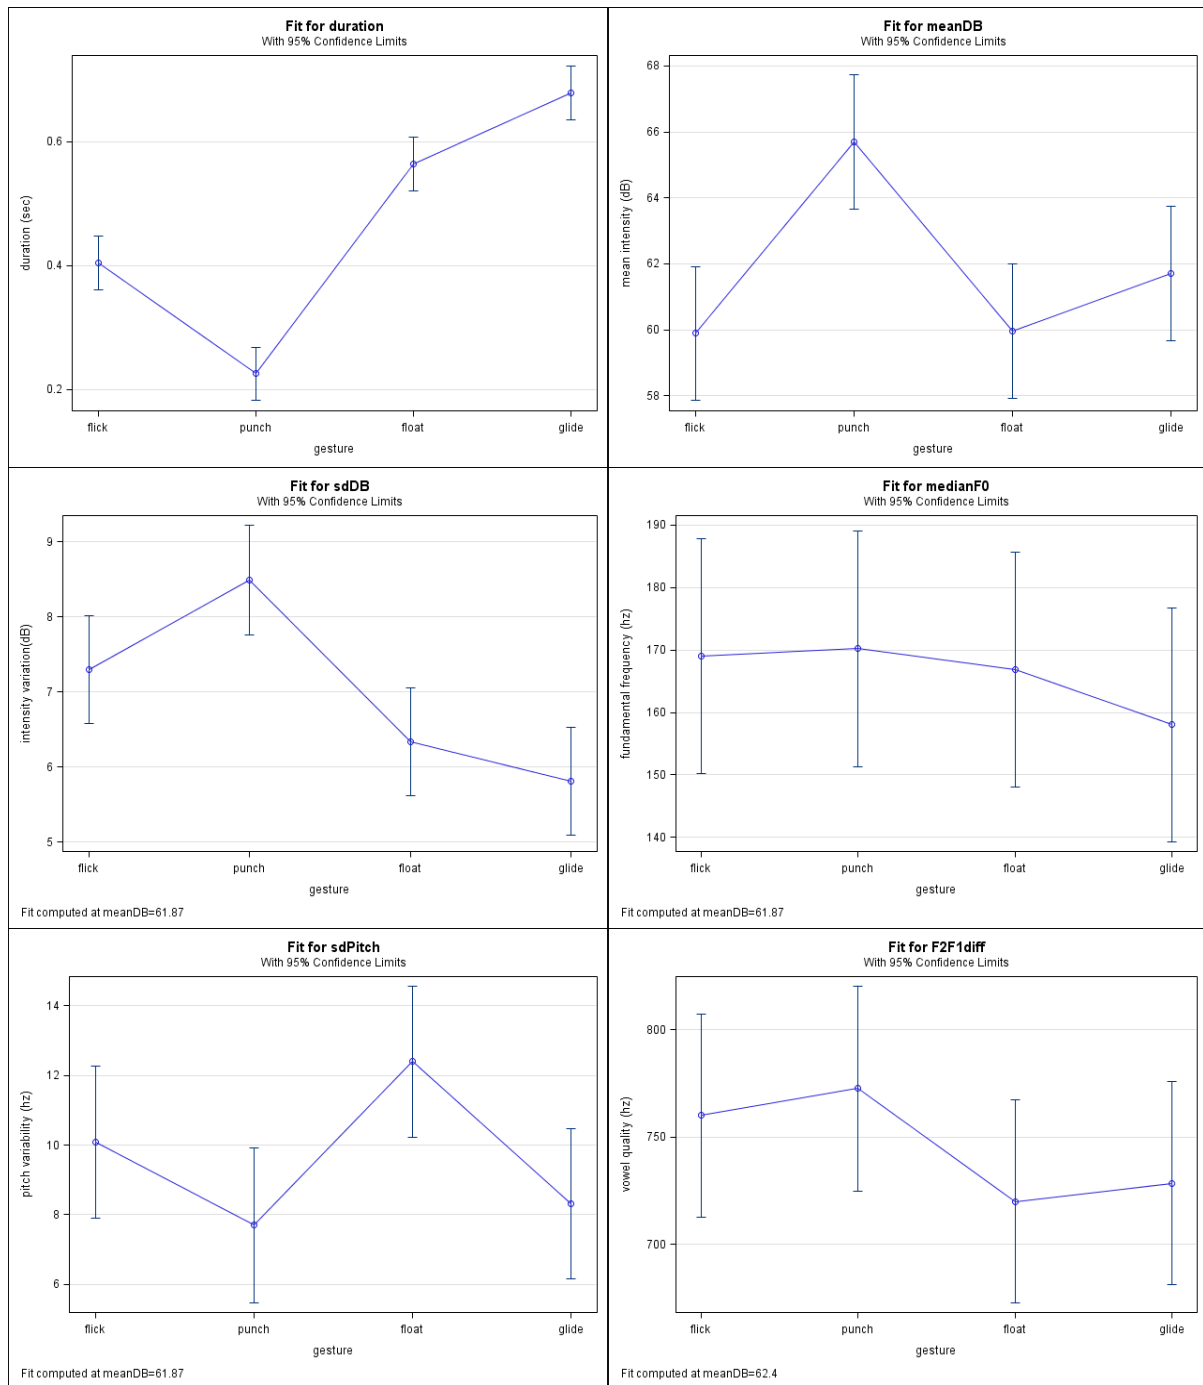 Fit for duration
With 95% Confidence Limits
duration (sec)
0.6
0.4
0.2
flick punch float glide
gesture
Fit for meanDB
With 95% Confidence Limits
mean intensity (dB)
68
66
64
62
60
58
flick punch float glide
gesture
Fit for sdDB
With 95% Confidence Limits
intensity variation(dB)
9
8
7
6
5
flick punch float glide
gesture
Fit computed at meanDB=61.87
Fit for medianF0
With 95% Confidence Limits
fundamental frequency (hz)
190
180
170
160
150
140
flick punch float glide
gesture
Fit computed at meanDB=61.87
Fit for sdPitch
With 95% Confidence Limits
pitch variability (hz)
14
12
10
8
6
flick punch float glide
gesture
Fit computed at meanDB=61.87
Fit for F2F1diff
With 95% Confidence Limits
vowel quality (hz)
800
750
700
flick punch float glide
gesture
Fit computed at meanDB=62.4